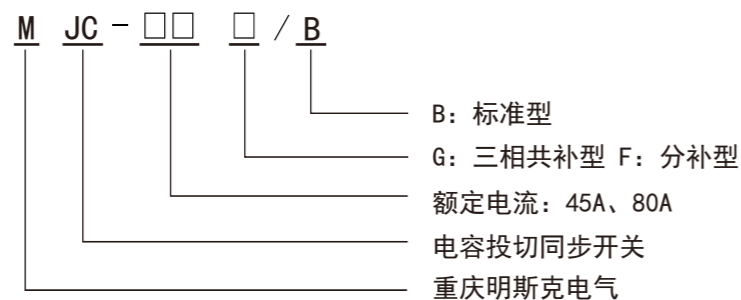 M JC-□□ □/B
B：标准型
G：三相共补型 F：分补型
额定电流：45A、80A
电容投切同步开关
重庆明斯克电气